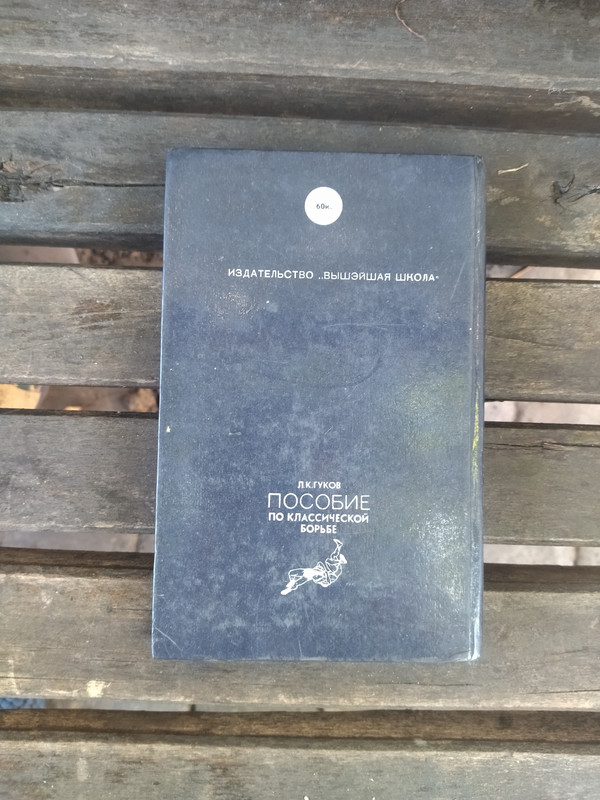 60к.
ИЗДАТЕЛЬСТВО „ВЫШЭЙШАЯ ШКОЛА"
Л.К.ГУКОВ
ПОСОБИЕ
ПО КЛАССИЧЕСКОЙ
БОРЬБЕ